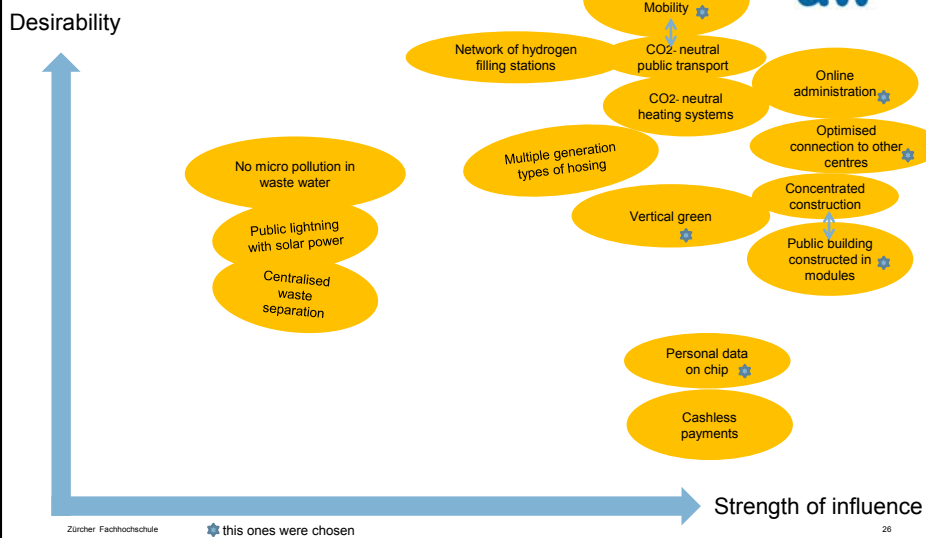 Desirability
Mobility
Network of hydrogen
filling stations
CO2- neutral
public transport
Online
administration
CO2- neutral
heating systems
Optimised
connection to other
centres
Multiple generation
types of hosing
No micro pollution in
waste water
Concentrated
construction
Vertical green
Public lightning
with solar power
Public building
constructed in
modules
Centralised
waste
separation
Personal data
on chip
Cashless
payments
Strength of influence
Zürcher Fachhochschule
this ones were chosen
26